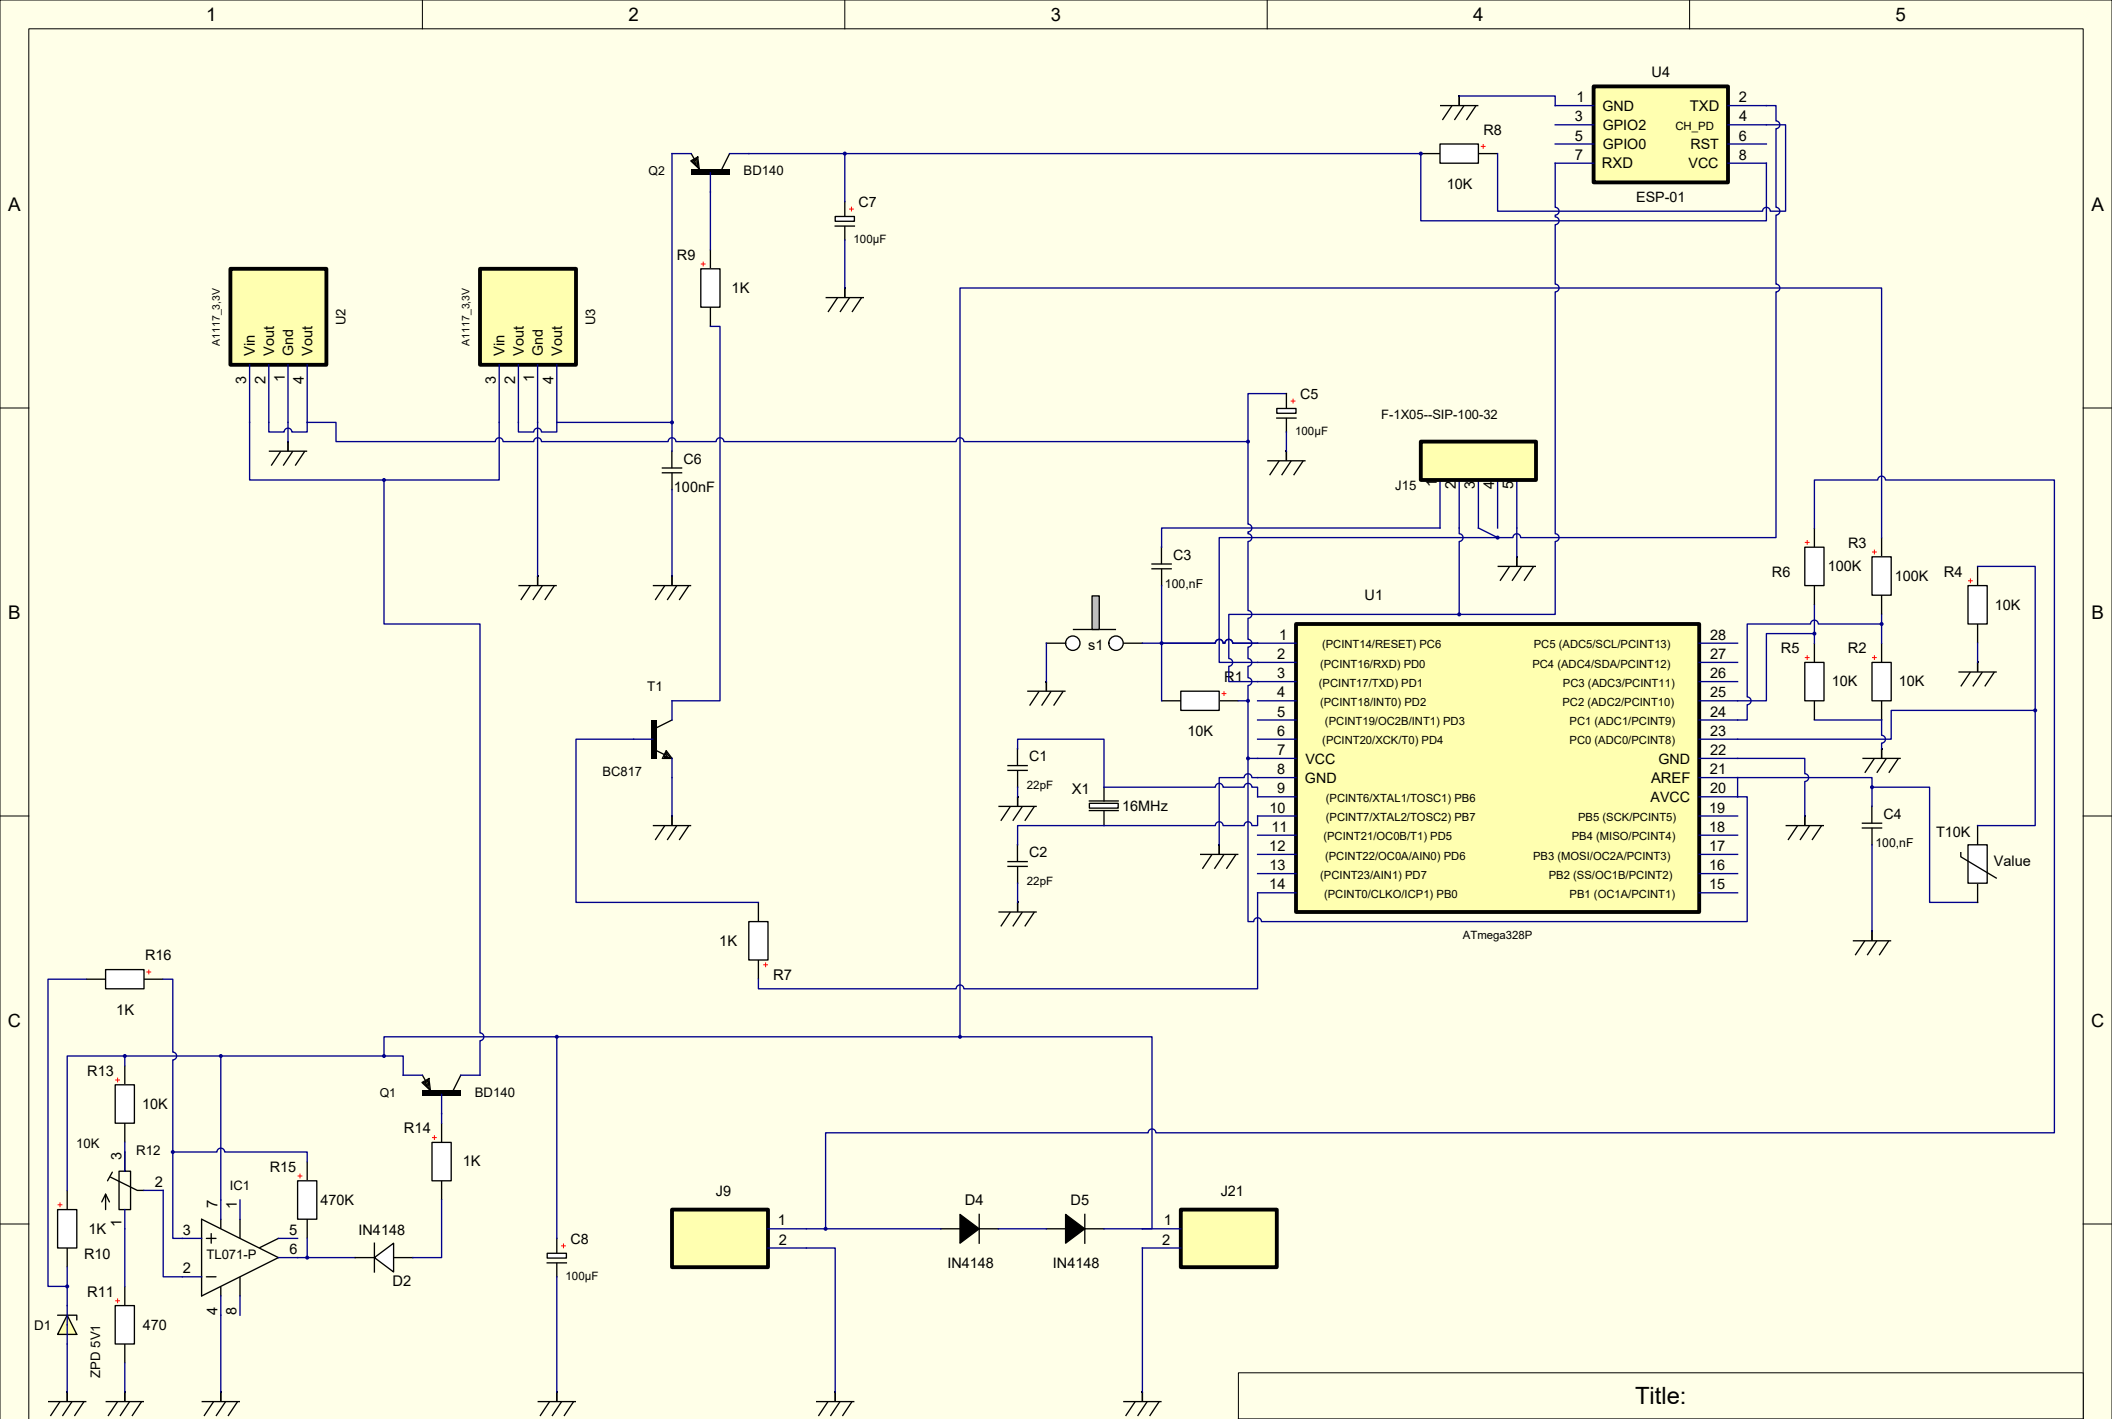 1 2 3 4 5
U4
1 GND TXD 2
3 GPIO2 CH_PD 4
5 GPIO0 RST 6
7 RXD VCC 8
ESP-01
R8
10K
Q2 BD140
A A
C7
100µF
R9
1K
A1117_3,3V
Vin
Vout
Gnd
Vout
3 2 1 4
U2
A1117_3,3V
Vin
Vout
Gnd
Vout
3 2 1 4
U3
C5
100µF
F-1X05--SIP-100-32
J15
1 2 3 4 5
C6
100nF
C3
100,nF
R6
100K
R3
100K
R4
10K
B B
s1
U1
R5
10K
R2
10K
R1
10K
1 (PCINT14/RESET) PC6 PC5 (ADC5/SCL/PCINT13) 28
2 (PCINT16/RXD) PD0 PC4 (ADC4/SDA/PCINT12) 27
3 (PCINT17/TXD) PD1 PC3 (ADC3/PCINT11) 26
4 (PCINT18/INT0) PD2 PC2 (ADC2/PCINT10) 25
5 (PCINT19/OC2B/INT1) PD3 PC1 (ADC1/PCINT9) 24
6 (PCINT20/XCK/T0) PD4 PC0 (ADC0/PCINT8) 23
7 VCC GND 22
8 GND AREF 21
9 (PCINT6/XTAL1/TOSC1) PB6 AVCC 20
10 (PCINT7/XTAL2/TOSC2) PB7 PB5 (SCK/PCINT5) 19
11 (PCINT21/OC0B/T1) PD5 PB4 (MISO/PCINT4) 18
12 (PCINT22/OC0A/AIN0) PD6 PB3 (MOSI/OC2A/PCINT3) 17
13 (PCINT23/AIN1) PD7 PB2 (SS/OC1B/PCINT2) 16
14 (PCINT0/CLKO/ICP1) PB0 PB1 (OC1A/PCINT1) 15
ATmega328P
T1
BC817
C1
22pF
X1
16MHz
C2
22pF
C4
100,nF
T10K
Value
1K
R7
R16
1K
C C
R13
10K
Q1 BD140
R14
1K
10K
R12
3
2
1
R15
470K
IC1
7 1
3 +
2 −
5
6
4 8
TL071-P
IN4148
D2
1K
R10
R11
470
D1
ZPD 5V1
C8
100µF
J9
1
2
D4
IN4148
D5
IN4148
J21
1
2
Title: